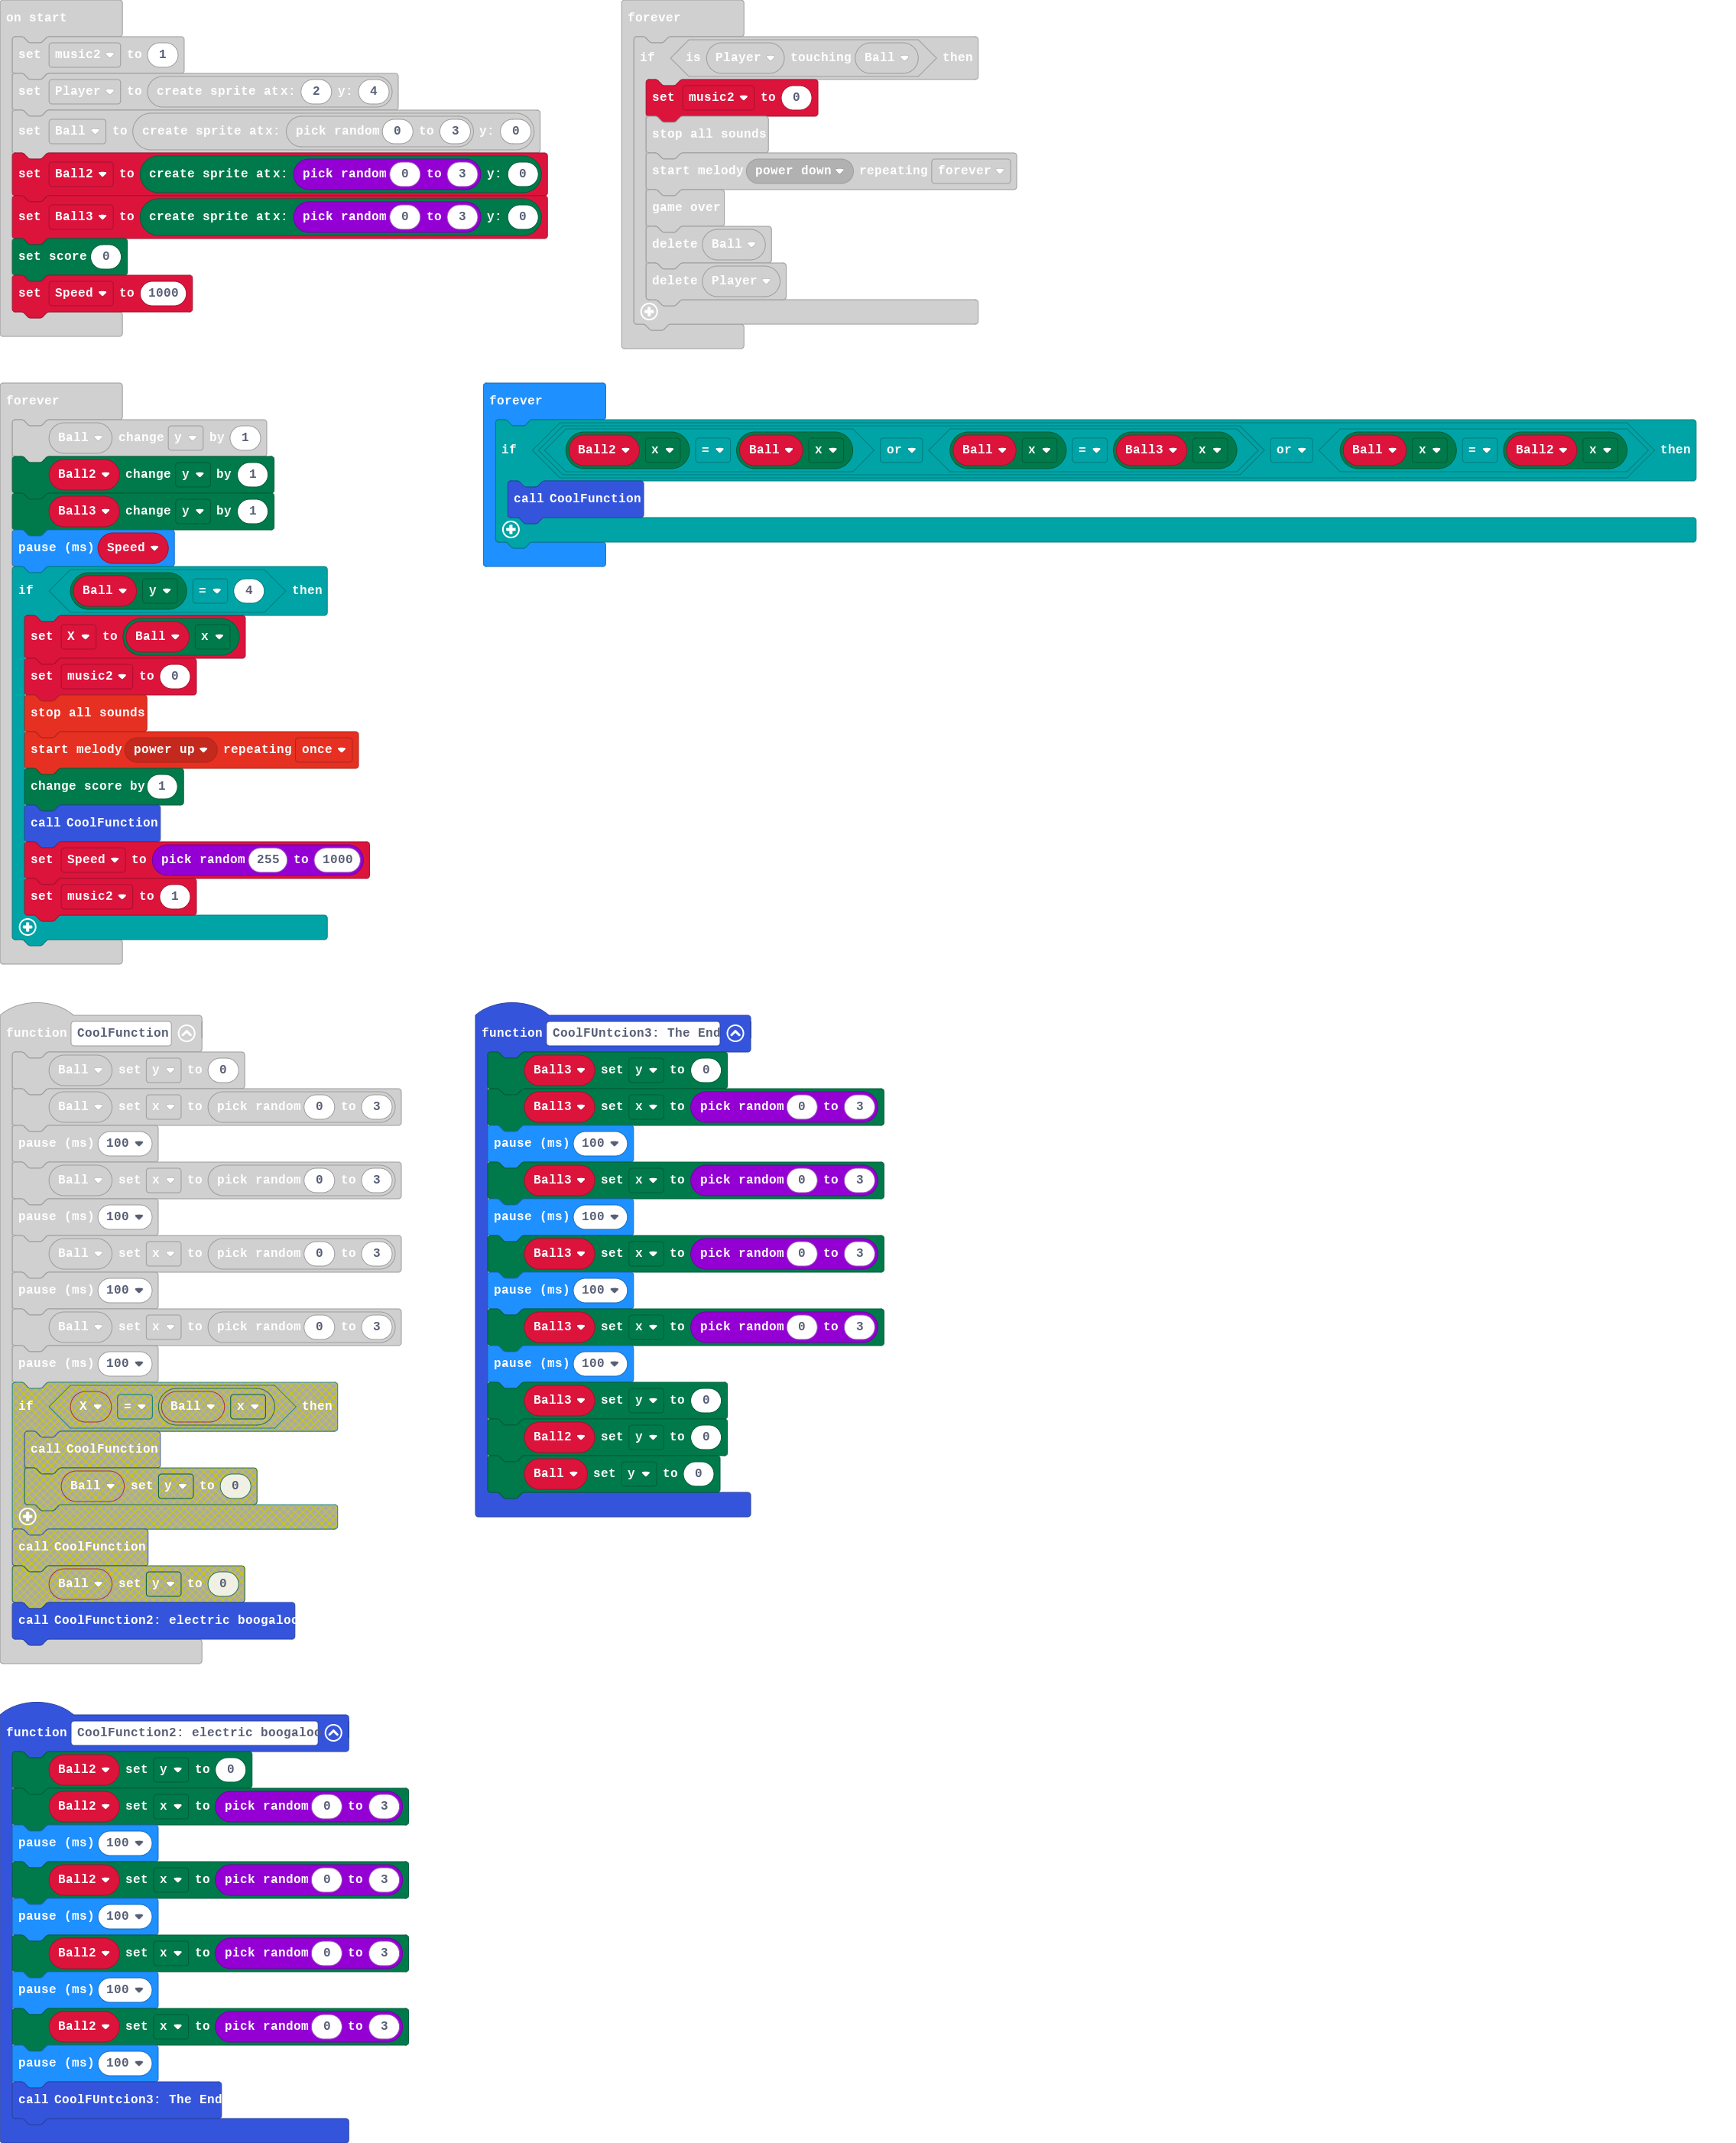 on start
set music2 to 1
set Player to create sprite at x: 2 y: 4
set Ball to create sprite at x: pick random 0 to 3 y: 0
set Ball2 to create sprite at x: pick random 0 to 3 y: 0
set Ball3 to create sprite at x: pick random 0 to 3 y: 0
set score 0
set Speed to 1000
forever
if is Player touching Ball then
set music2 to 0
stop all sounds
start melody power down repeating forever
game over
delete Ball
delete Player
forever
Ball change y by 1
Ball2 change y by 1
Ball3 change y by 1
pause (ms) Speed
if Ball y = 4 then
set X to Ball x
set music2 to 0
stop all sounds
start melody power up repeating once
change score by 1
call CoolFunction
set Speed to pick random 255 to 1000
set music2 to 1
forever
if Ball2 x = Ball x or Ball x = Ball3 x or Ball x = Ball2 x then
call CoolFunction
function CoolFunction
Ball set y to 0
Ball set x to pick random 0 to 3
pause (ms) 100
Ball set x to pick random 0 to 3
pause (ms) 100
Ball set x to pick random 0 to 3
pause (ms) 100
Ball set x to pick random 0 to 3
pause (ms) 100
if X = Ball x then
call CoolFunction
Ball set y to 0
call CoolFunction
Ball set y to 0
call CoolFunction2: electric boogaloo
function CoolFUntcion3: The End
Ball3 set y to 0
Ball3 set x to pick random 0 to 3
pause (ms) 100
Ball3 set x to pick random 0 to 3
pause (ms) 100
Ball3 set x to pick random 0 to 3
pause (ms) 100
Ball3 set x to pick random 0 to 3
pause (ms) 100
Ball3 set y to 0
Ball2 set y to 0
Ball set y to 0
function CoolFunction2: electric boogaloo
Ball2 set y to 0
Ball2 set x to pick random 0 to 3
pause (ms) 100
Ball2 set x to pick random 0 to 3
pause (ms) 100
Ball2 set x to pick random 0 to 3
pause (ms) 100
Ball2 set x to pick random 0 to 3
pause (ms) 100
call CoolFUntcion3: The End